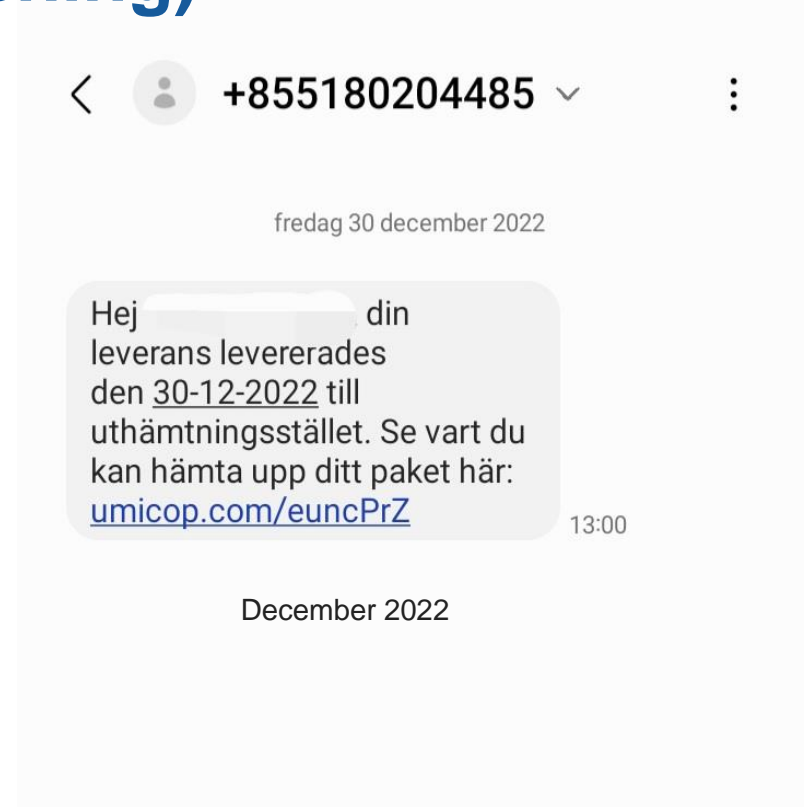 +855180204485
fredag 30 december 2022
Hej din
leverans levererades
den 30-12-2022 till
uthämtningsstället. Se vart du
kan hämta upp ditt paket här:
umicop.com/euncPrZ
13:00
December 2022